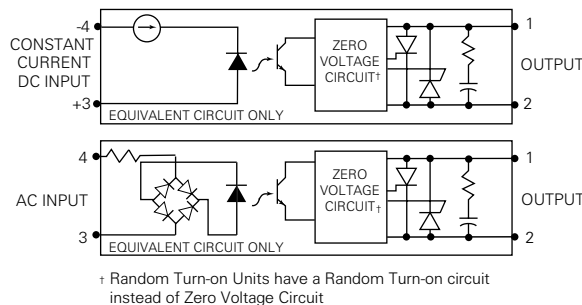 -4
CONSTANT
CURRENT
DC INPUT
+3
EQUIVALENT CIRCUIT ONLY
ZERO
VOLTAGE
CIRCUIT†
1
OUTPUT
2
4
AC INPUT
3
EQUIVALENT CIRCUIT ONLY
ZERO
VOLTAGE
CIRCUIT†
1
OUTPUT
2
† Random Turn-on Units have a Random Turn-on circuit
instead of Zero Voltage Circuit